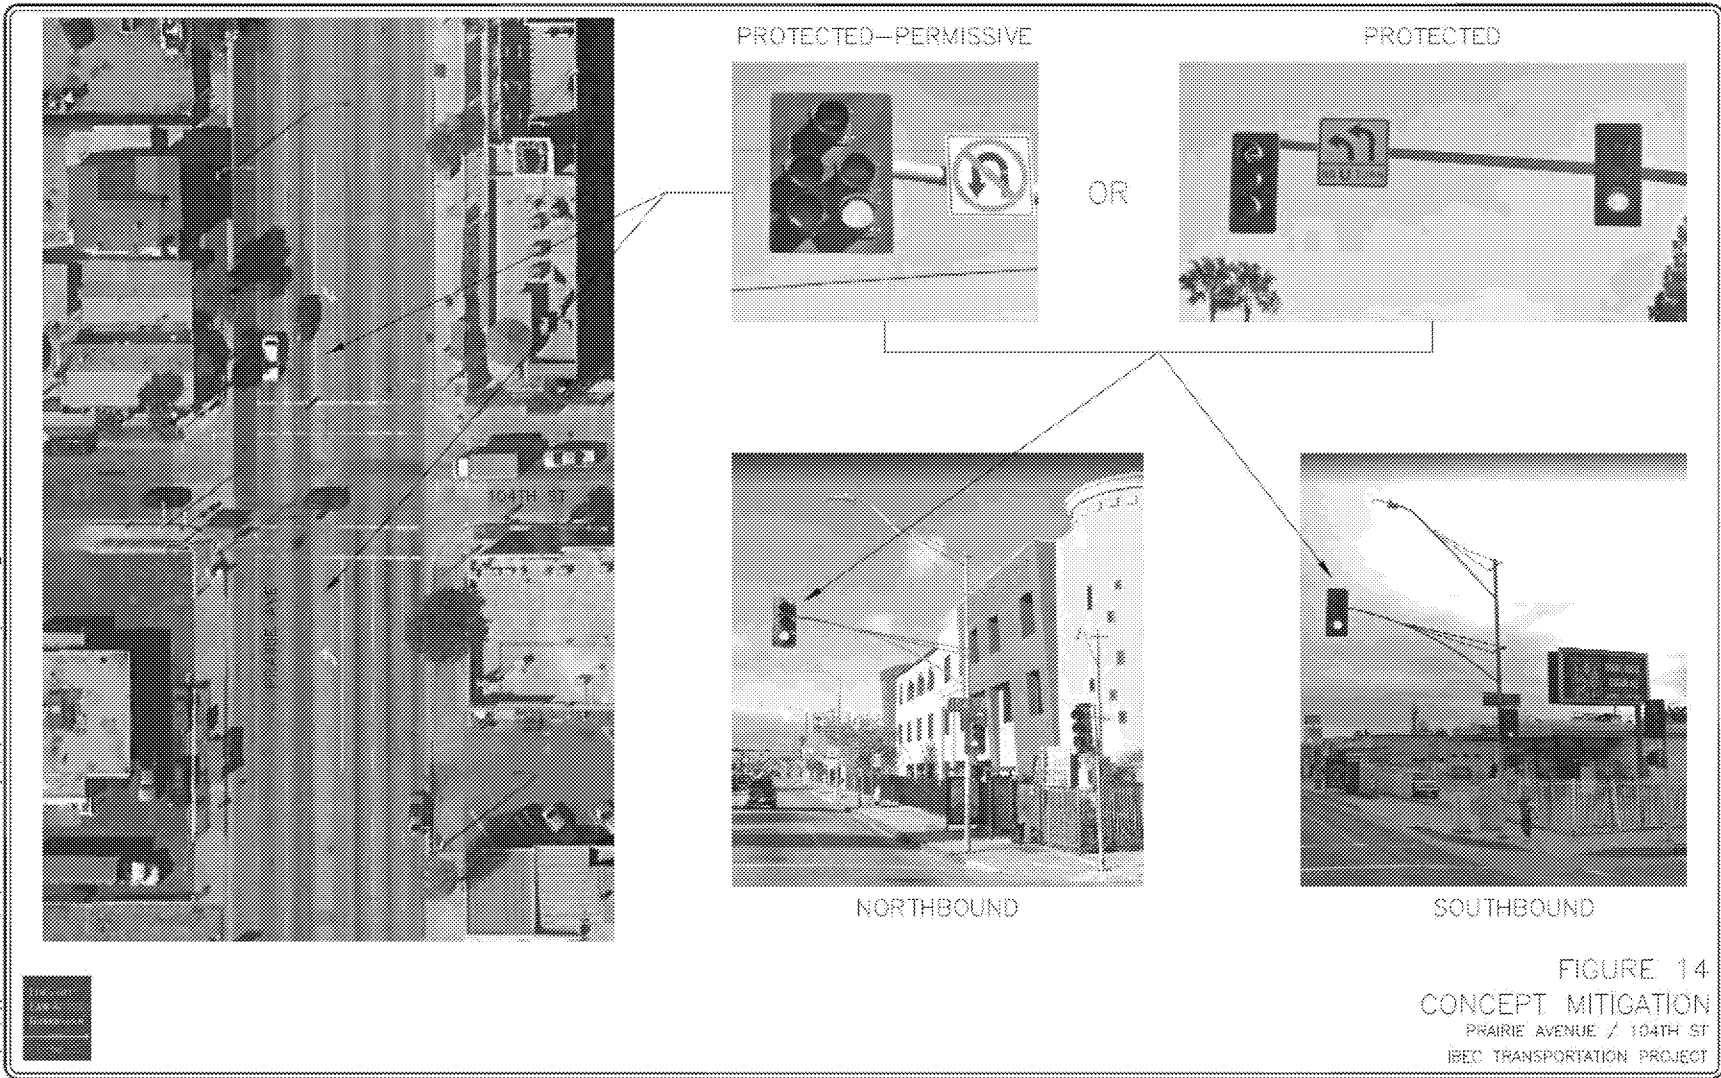 PROTECTED-PERMISSIVE
PROTECTED
OR
104TH ST
PRAIRIE AVE
NORTHBOUND
SOUTHBOUND
FIGURE 14
CONCEPT MITIGATION
PRAIRIE AVENUE / 104TH ST
IBEC TRANSPORTATION PROJECT